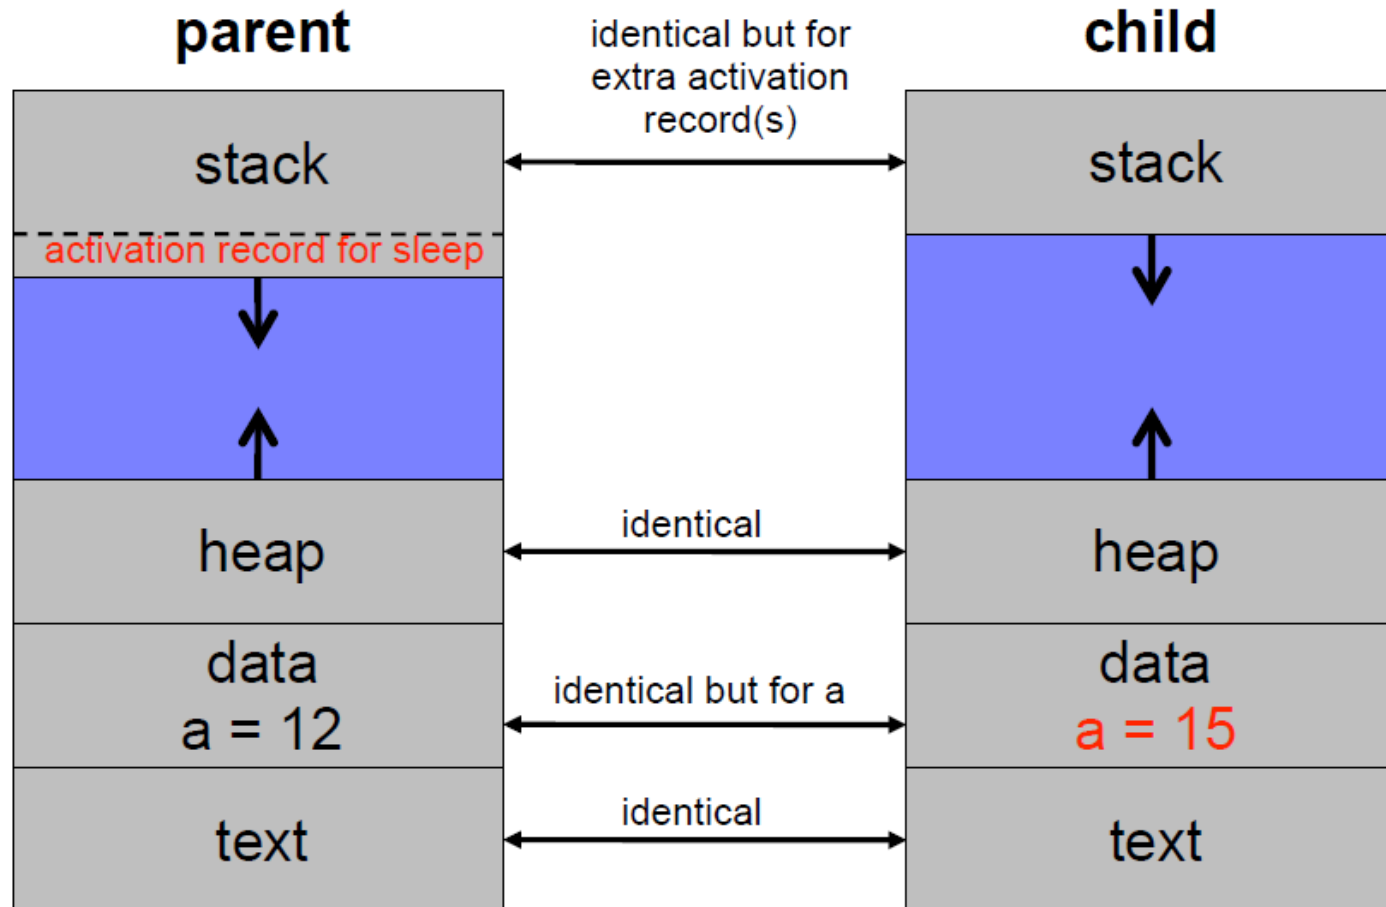 parent
identical but for
extra activation
record(s)
child
stack
stack
activation record for sleep
heap
identical
heap
data
a = 12
identical but for a
data
a = 15
text
identical
text